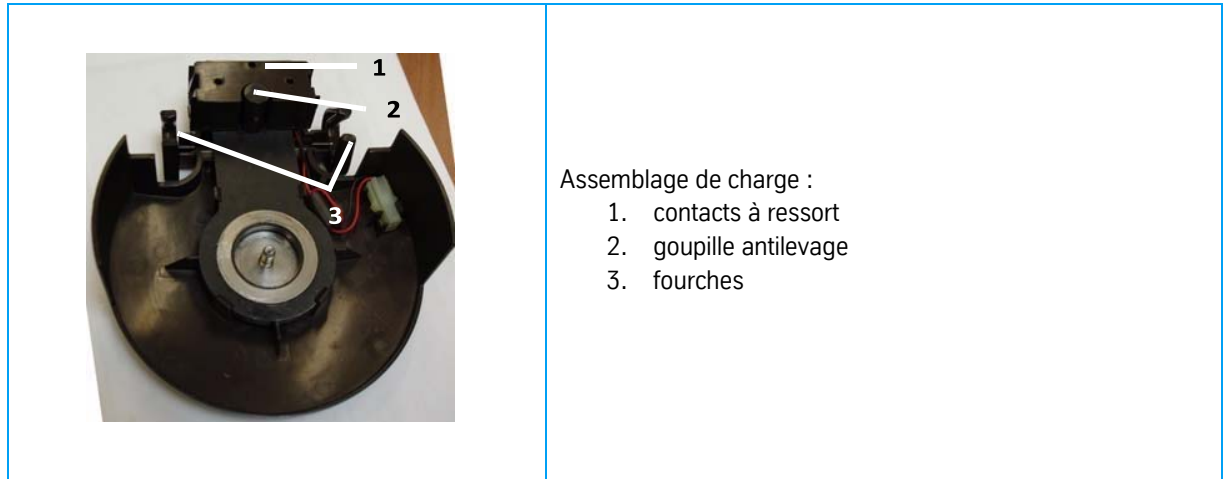 1
2
3
Assemblage de charge :
1. contacts à ressort
2. goupille antilevage
3. fourches